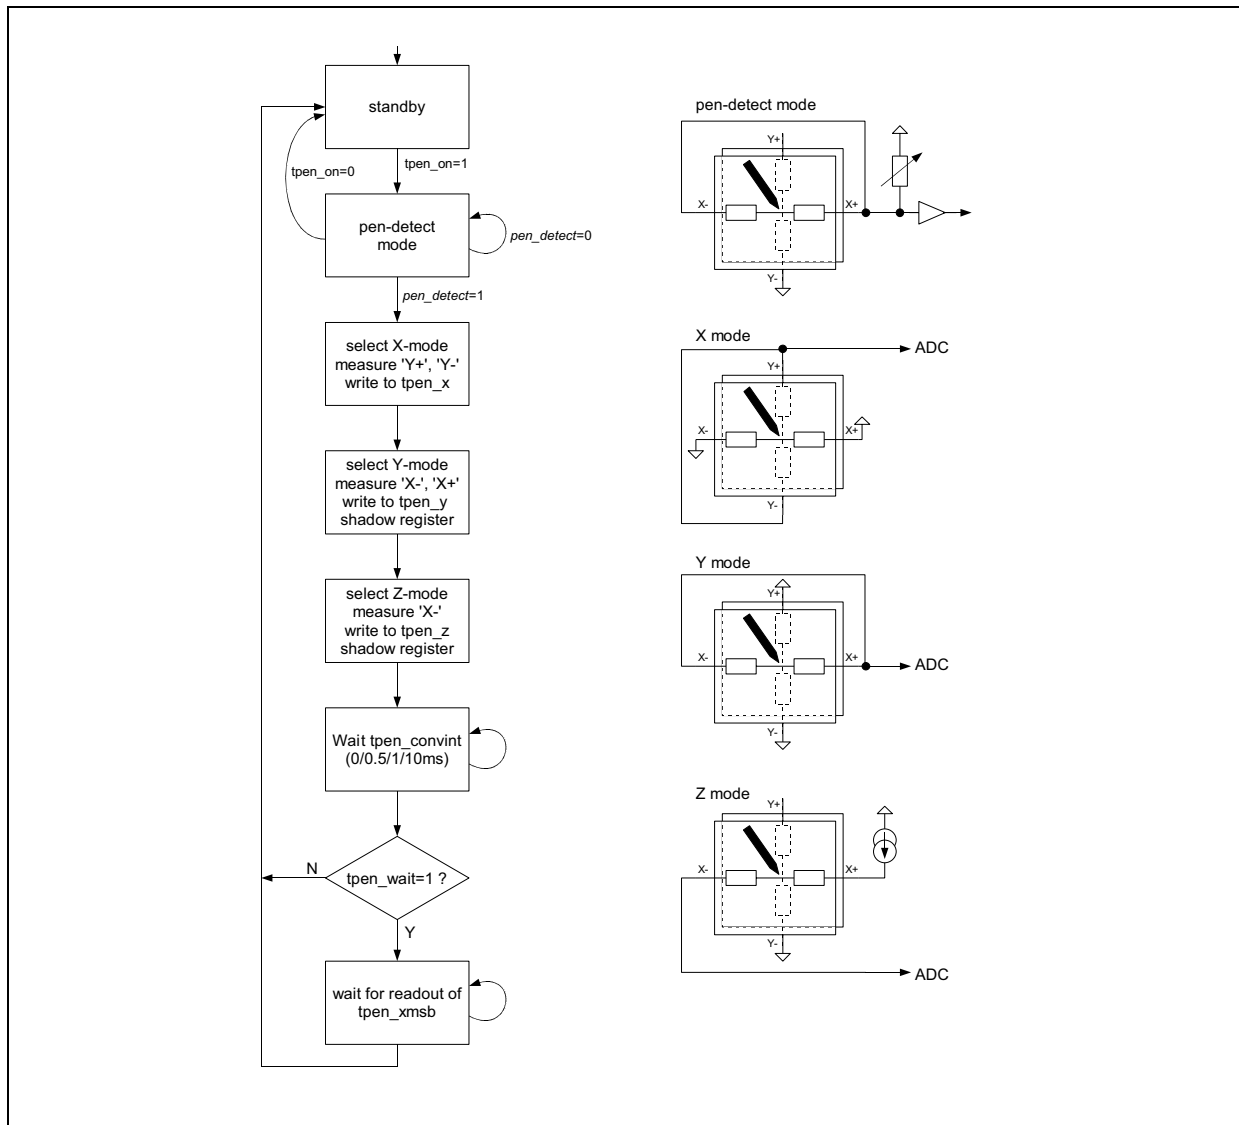 standby
tpen_on=0
tpen_on=1
pen-detect
mode
pen_detect=0
pen_detect=1
select X-mode
measure 'Y+', 'Y-'
write to tpen_x
select Y-mode
measure 'X-', 'X+'
write to tpen_y
shadow register
select Z-mode
measure 'X-'
write to tpen_z
shadow register
Wait tpen_convint
(0/0.5/1/10ms)
N
tpen_wait=1 ?
Y
wait for readout of
tpen_xmsb
pen-detect mode
Y+
X-
X+
Y-
X mode
ADC
Y+
X-
X+
Y-
Y mode
Y+
X-
X+
ADC
Y-
Z mode
Y+
X-
X+
Y-
ADC